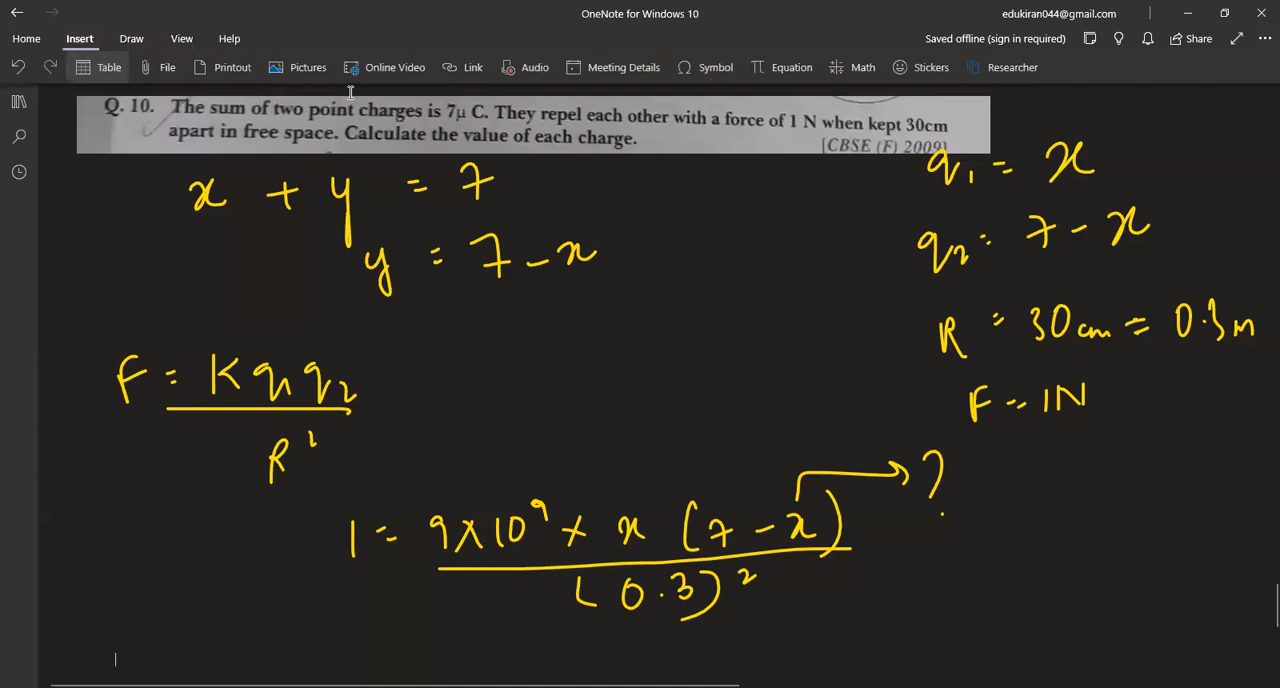 OneNote for Windows 10
edukiran044@gmail.com
Home Insert Draw View Help
Saved offline (sign in required)
Share
Table File Printout Pictures Online Video Link Audio Meeting Details Symbol Equation Math Stickers Researcher
Q. 10. The sum of two point charges is 7μ C. They repel each other with a force of 1 N when kept 30cm
apart in free space. Calculate the value of each charge.
[CBSE (F) 2009]
x + y = 7
y = 7 - x
q₁ = x
q₂ = 7 - x
R = 30 cm = 0.3 m
F = 1N
F = K q₁ q₂
R²
?
1 = 9 x 10⁹ x x (7 - x)
(0.3)²